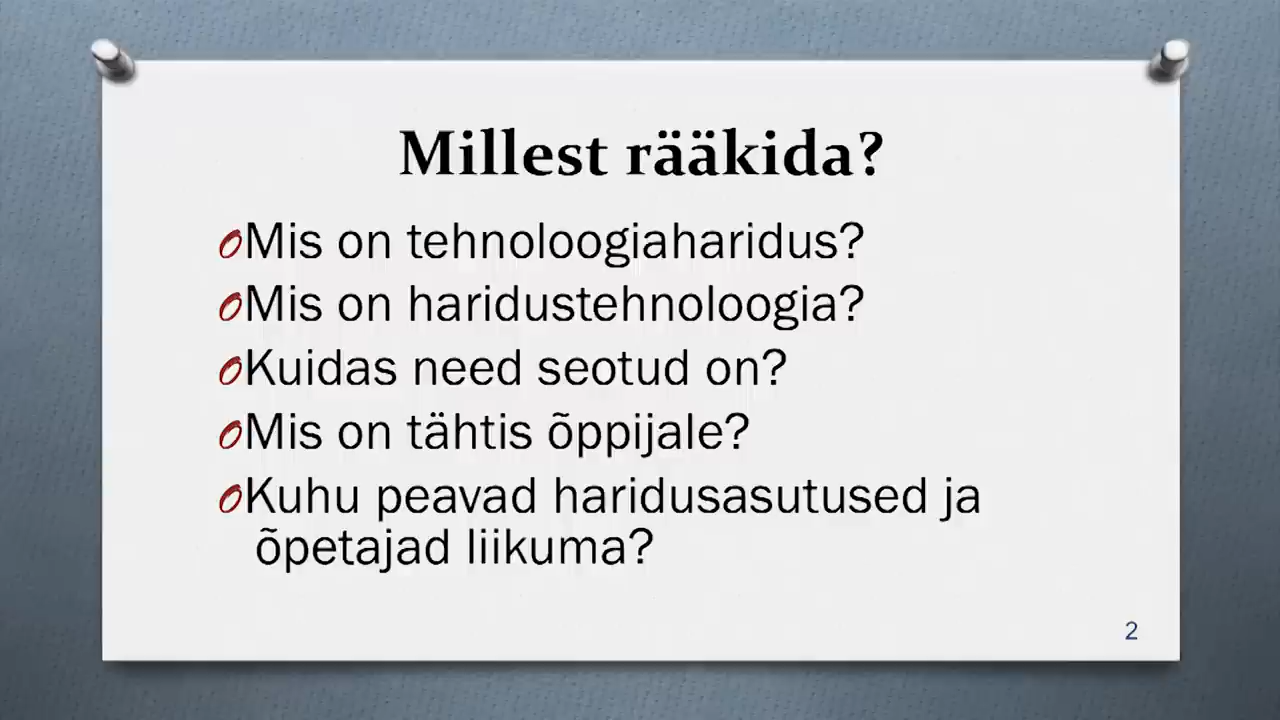 Millest rääkida?
Mis on tehnoloogiaharidus?
Mis on haridustehnoloogia?
Kuidas need seotud on?
Mis on tähtis õppijale?
Kuhu peavad haridusasutused ja
õpetajad liikuma?
2